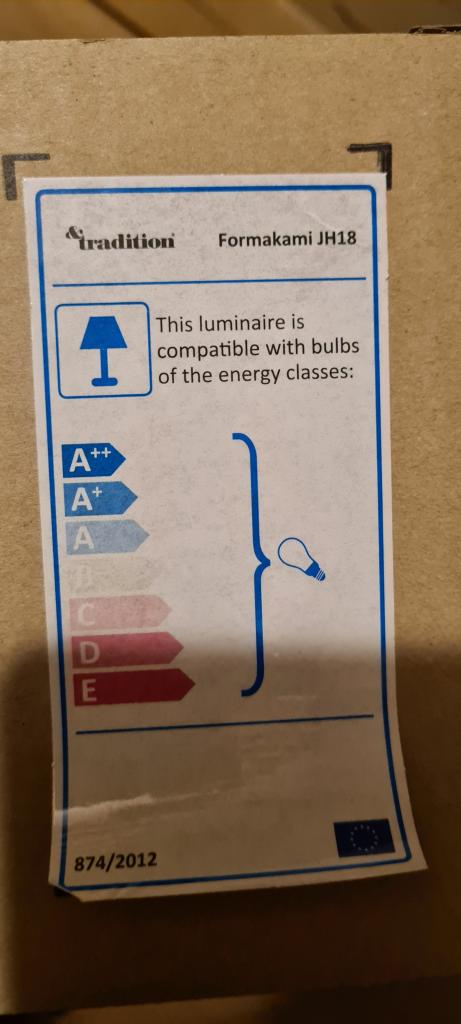 &tradition Formakami JH18
This luminaire is
compatible with bulbs
of the energy classes:
A++
A+
A
B
C
D
E
874/2012